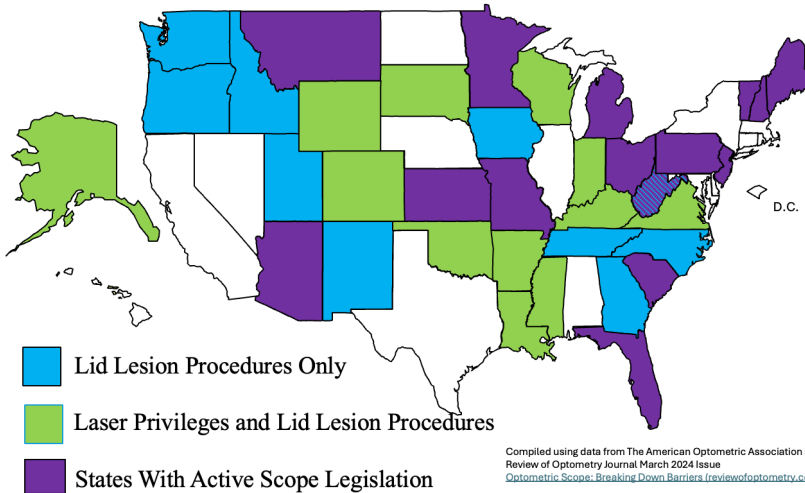 D.C.
Lid Lesion Procedures Only
Laser Privileges and Lid Lesion Procedures
States With Active Scope Legislation
Compiled using data from The American Optometric Association
Review of Optometry Journal March 2024 Issue
Optometric Scope: Breaking Down Barriers (reviewofoptometry.c